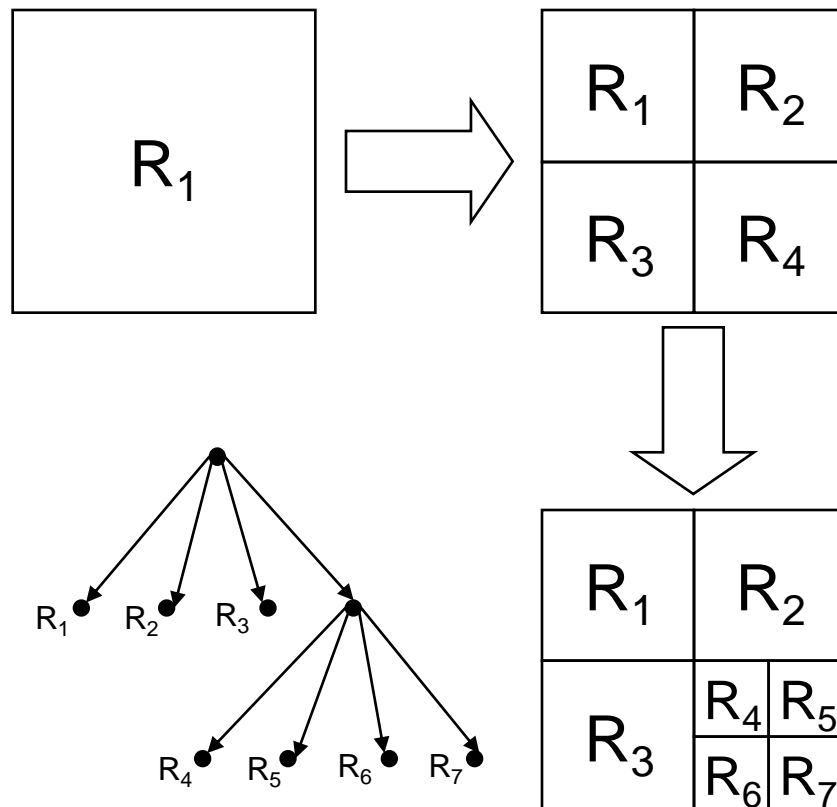 R₁
R₁ R₂
R₃ R₄
R₁ R₂
R₃ R₄ R₅
R₆ R₇
R₁ R₂ R₃
R₄ R₅ R₆ R₇